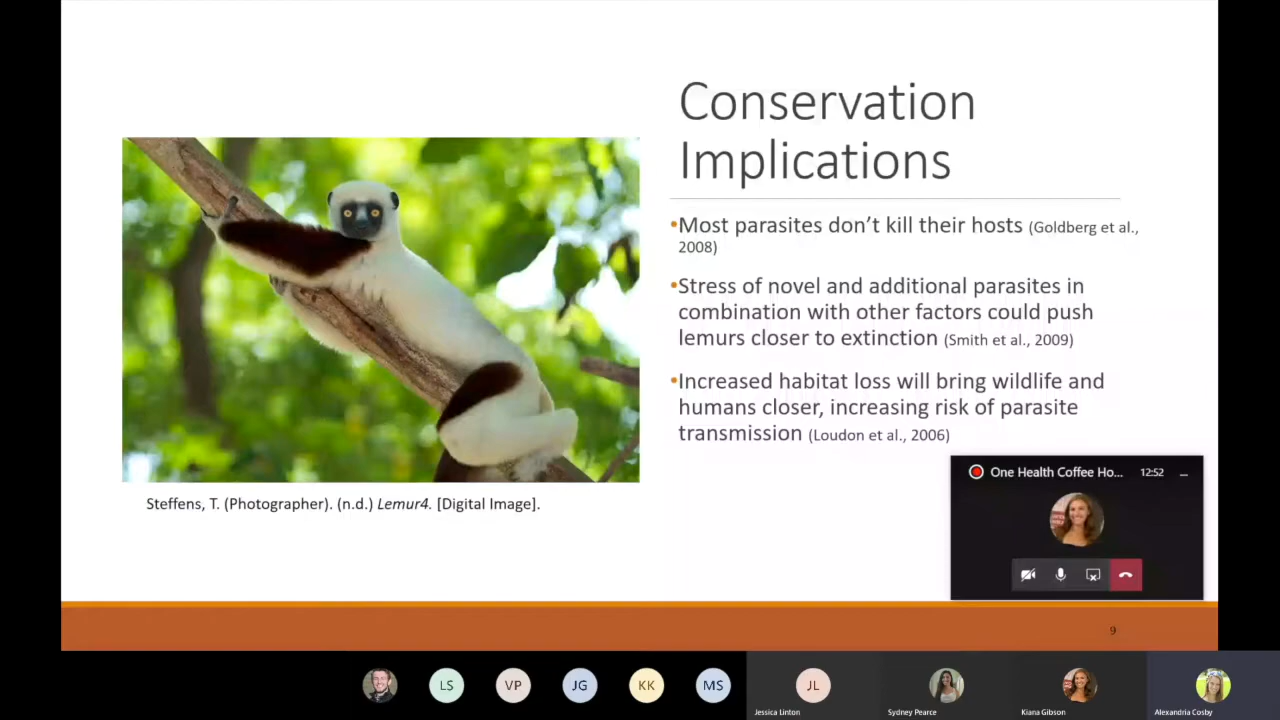 Conservation
Implications
•Most parasites don’t kill their hosts (Goldberg et al.,
2008)
•Stress of novel and additional parasites in
combination with other factors could push
lemurs closer to extinction (Smith et al., 2009)
•Increased habitat loss will bring wildlife and
humans closer, increasing risk of parasite
transmission (Loudon et al., 2006)
Steffens, T. (Photographer). (n.d.) Lemur4. [Digital Image].
One Health Coffee Ho... 12:52
9
LS VP JG KK MS JL
Jessica Linton Sydney Pearce Kiana Gibson Alexandria Cosby